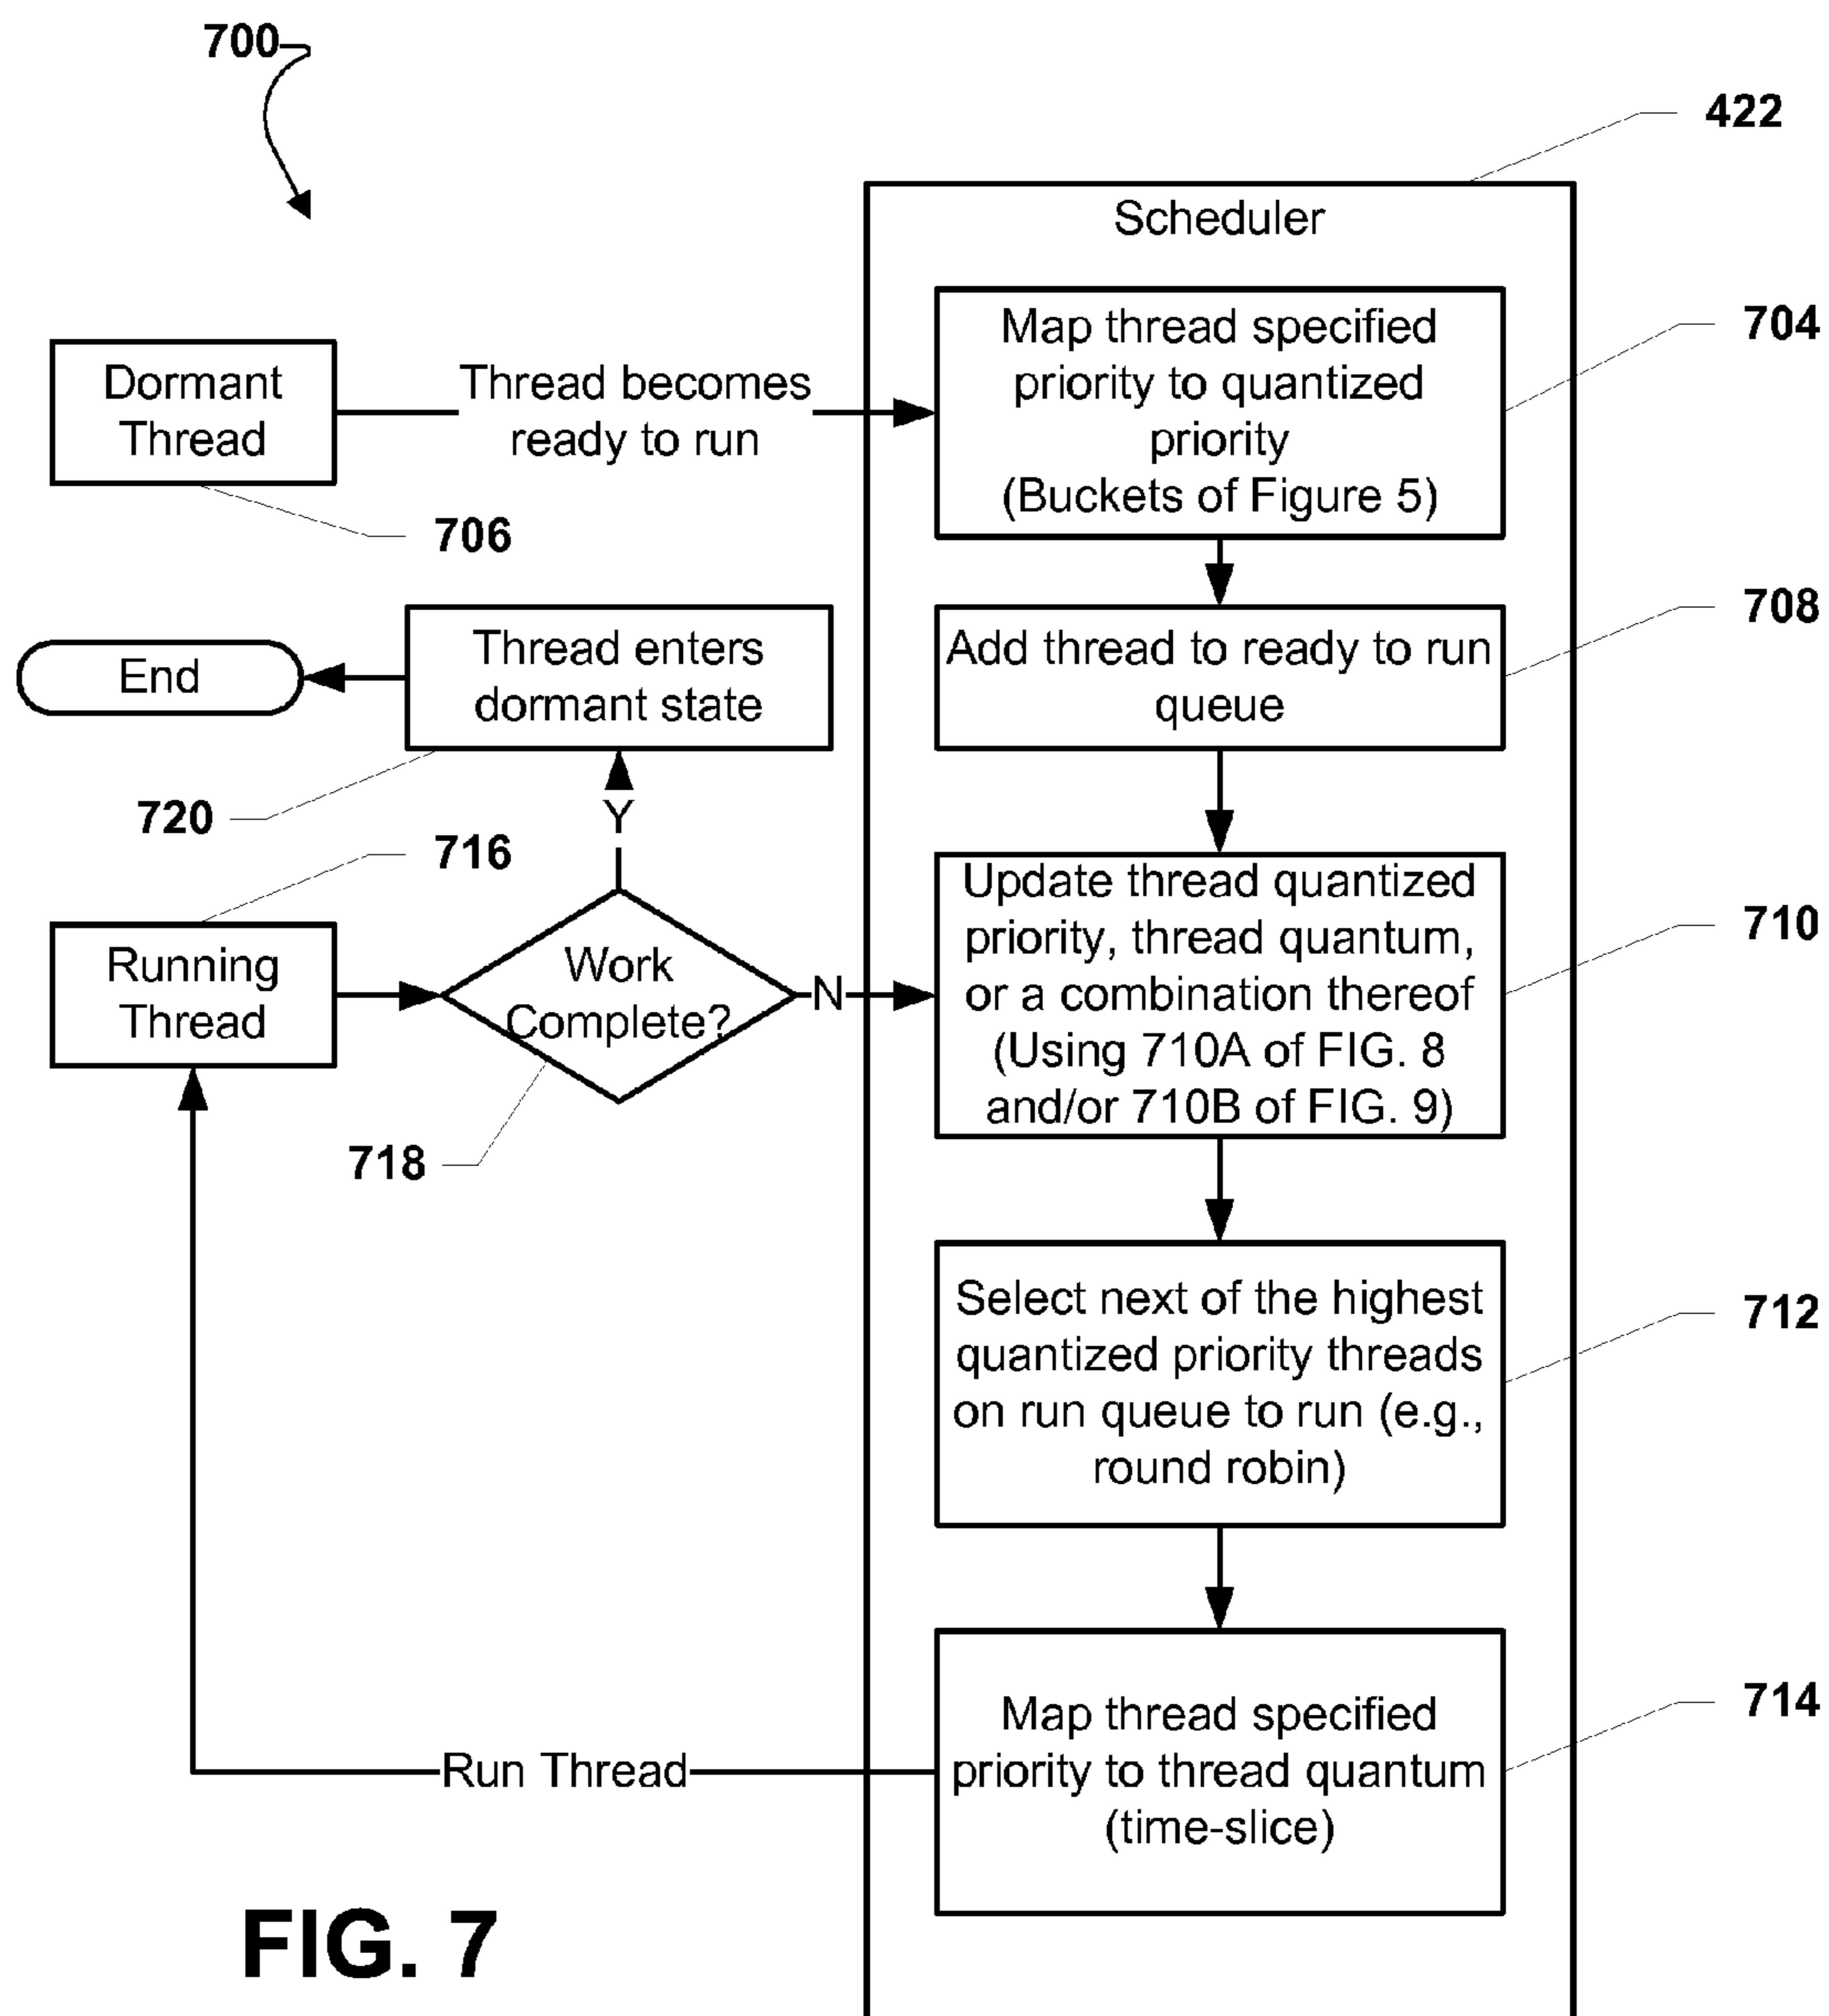 700
422
Scheduler
Map thread specified
priority to quantized
priority
(Buckets of Figure 5)
704
Dormant
Thread
Thread becomes
ready to run
706
Add thread to ready to run
queue
708
End
Thread enters
dormant state
720
Y
716
Running
Thread
Work
Complete?
N
718
Update thread quantized
priority, thread quantum,
or a combination thereof
(Using 710A of FIG. 8
and/or 710B of FIG. 9)
710
Select next of the highest
quantized priority threads
on run queue to run (e.g.,
round robin)
712
Map thread specified
priority to thread quantum
(time-slice)
714
Run Thread
FIG. 7